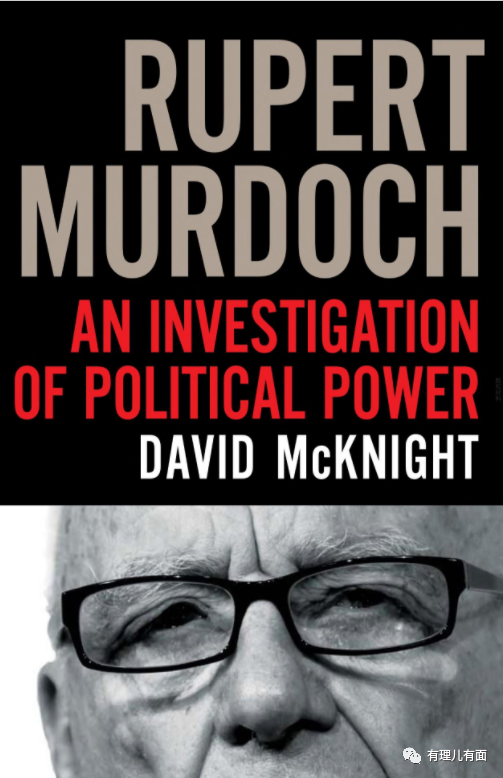 RUPERT
MURDOCH
AN INVESTIGATION
OF POLITICAL POWER
DAVID McKNIGHT
有理儿有面